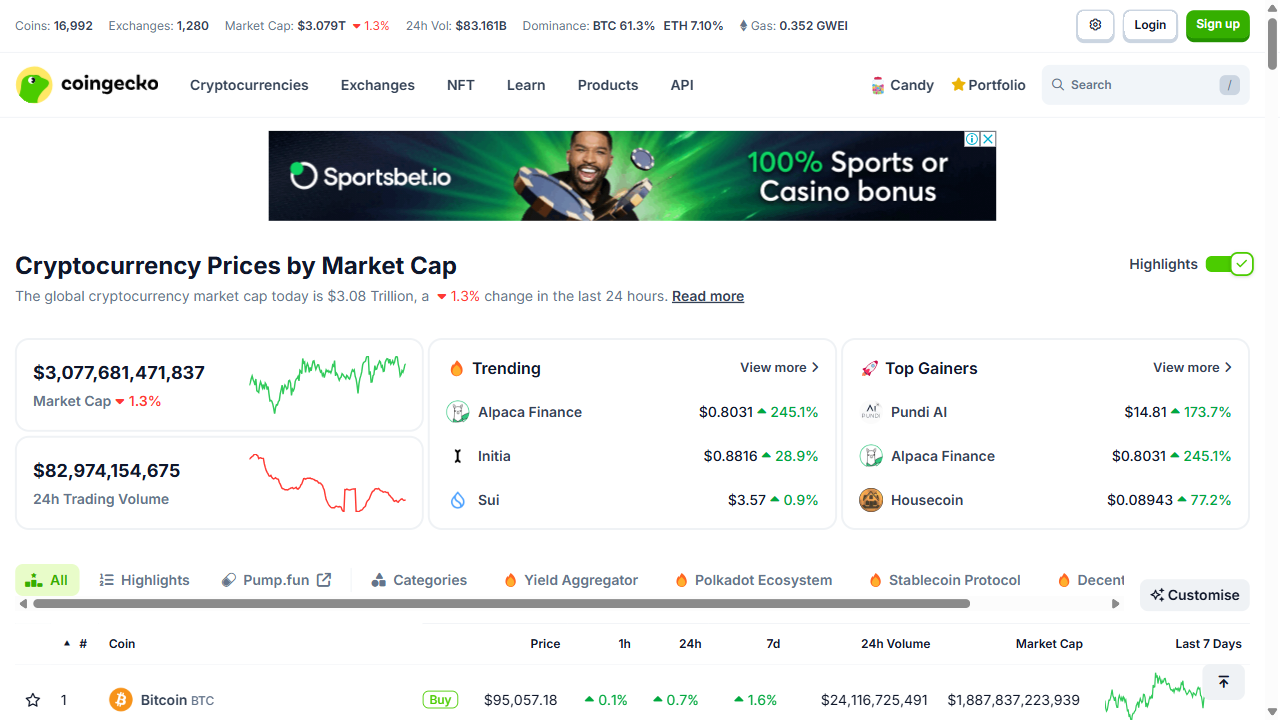 Coins: 16,992 Exchanges: 1,280 Market Cap: $3.079T 1.3% 24h Vol: $83.161B Dominance: BTC 61.3% ETH 7.10% Gas: 0.352 GWEI Login Sign up
coingecko Cryptocurrencies Exchanges NFT Learn Products API Candy Portfolio Search /
Sportsbet.io
100% Sports or
Casino bonus
Cryptocurrency Prices by Market Cap
Highlights
The global cryptocurrency market cap today is $3.08 Trillion, a 1.3% change in the last 24 hours. Read more
$3,077,681,471,837
Market Cap 1.3%
$82,974,154,675
24h Trading Volume
Trending View more
Alpaca Finance $0.8031 245.1%
Initia $0.8816 28.9%
Sui $3.57 0.9%
Top Gainers View more
AI PUNDI Pundi AI $14.81 173.7%
Alpaca Finance $0.8031 245.1%
Housecoin $0.08943 77.2%
All Highlights Pump.fun Categories Yield Aggregator Polkadot Ecosystem Stablecoin Protocol Decent
Customise
# Coin Price 1h 24h 7d 24h Volume Market Cap Last 7 Days
1 Bitcoin BTC Buy $95,057.18 0.1% 0.7% 1.6% $24,116,725,491 $1,887,837,223,939